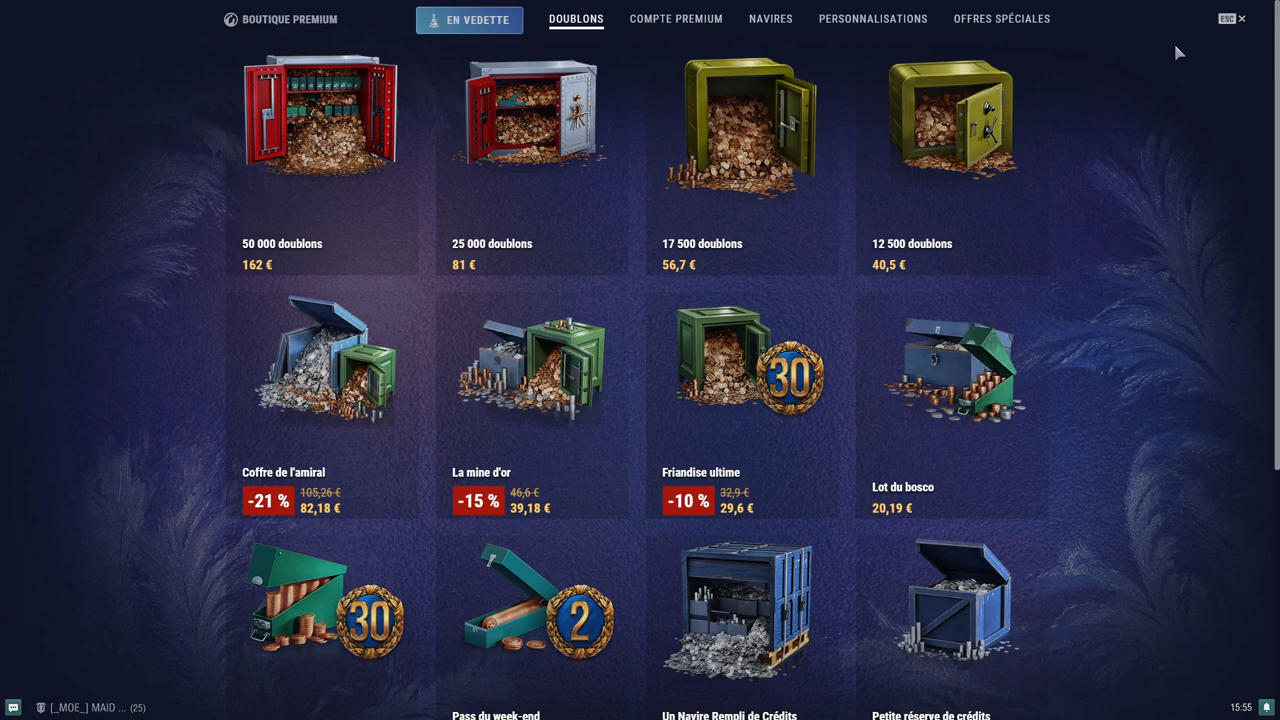 BOUTIQUE PREMIUM
EN VEDETTE
DOUBLONS
COMPTE PREMIUM
NAVIRES
PERSONNALISATIONS
OFFRES SPÉCIALES
ESC ×
50 000 doublons
162 €
25 000 doublons
81 €
17 500 doublons
56,7 €
12 500 doublons
40,5 €
Coffre de l'amiral
-21 %
105,26 €
82,18 €
La mine d'or
-15 %
46,6 €
39,18 €
30
Friandise ultime
-10 %
32,9 €
29,6 €
Lot du bosco
20,19 €
30
2
Pass du week-end
Un Navire Rempli de Crédits
Petite réserve de crédits
[_MOE_] MAID ... (25)
15:55